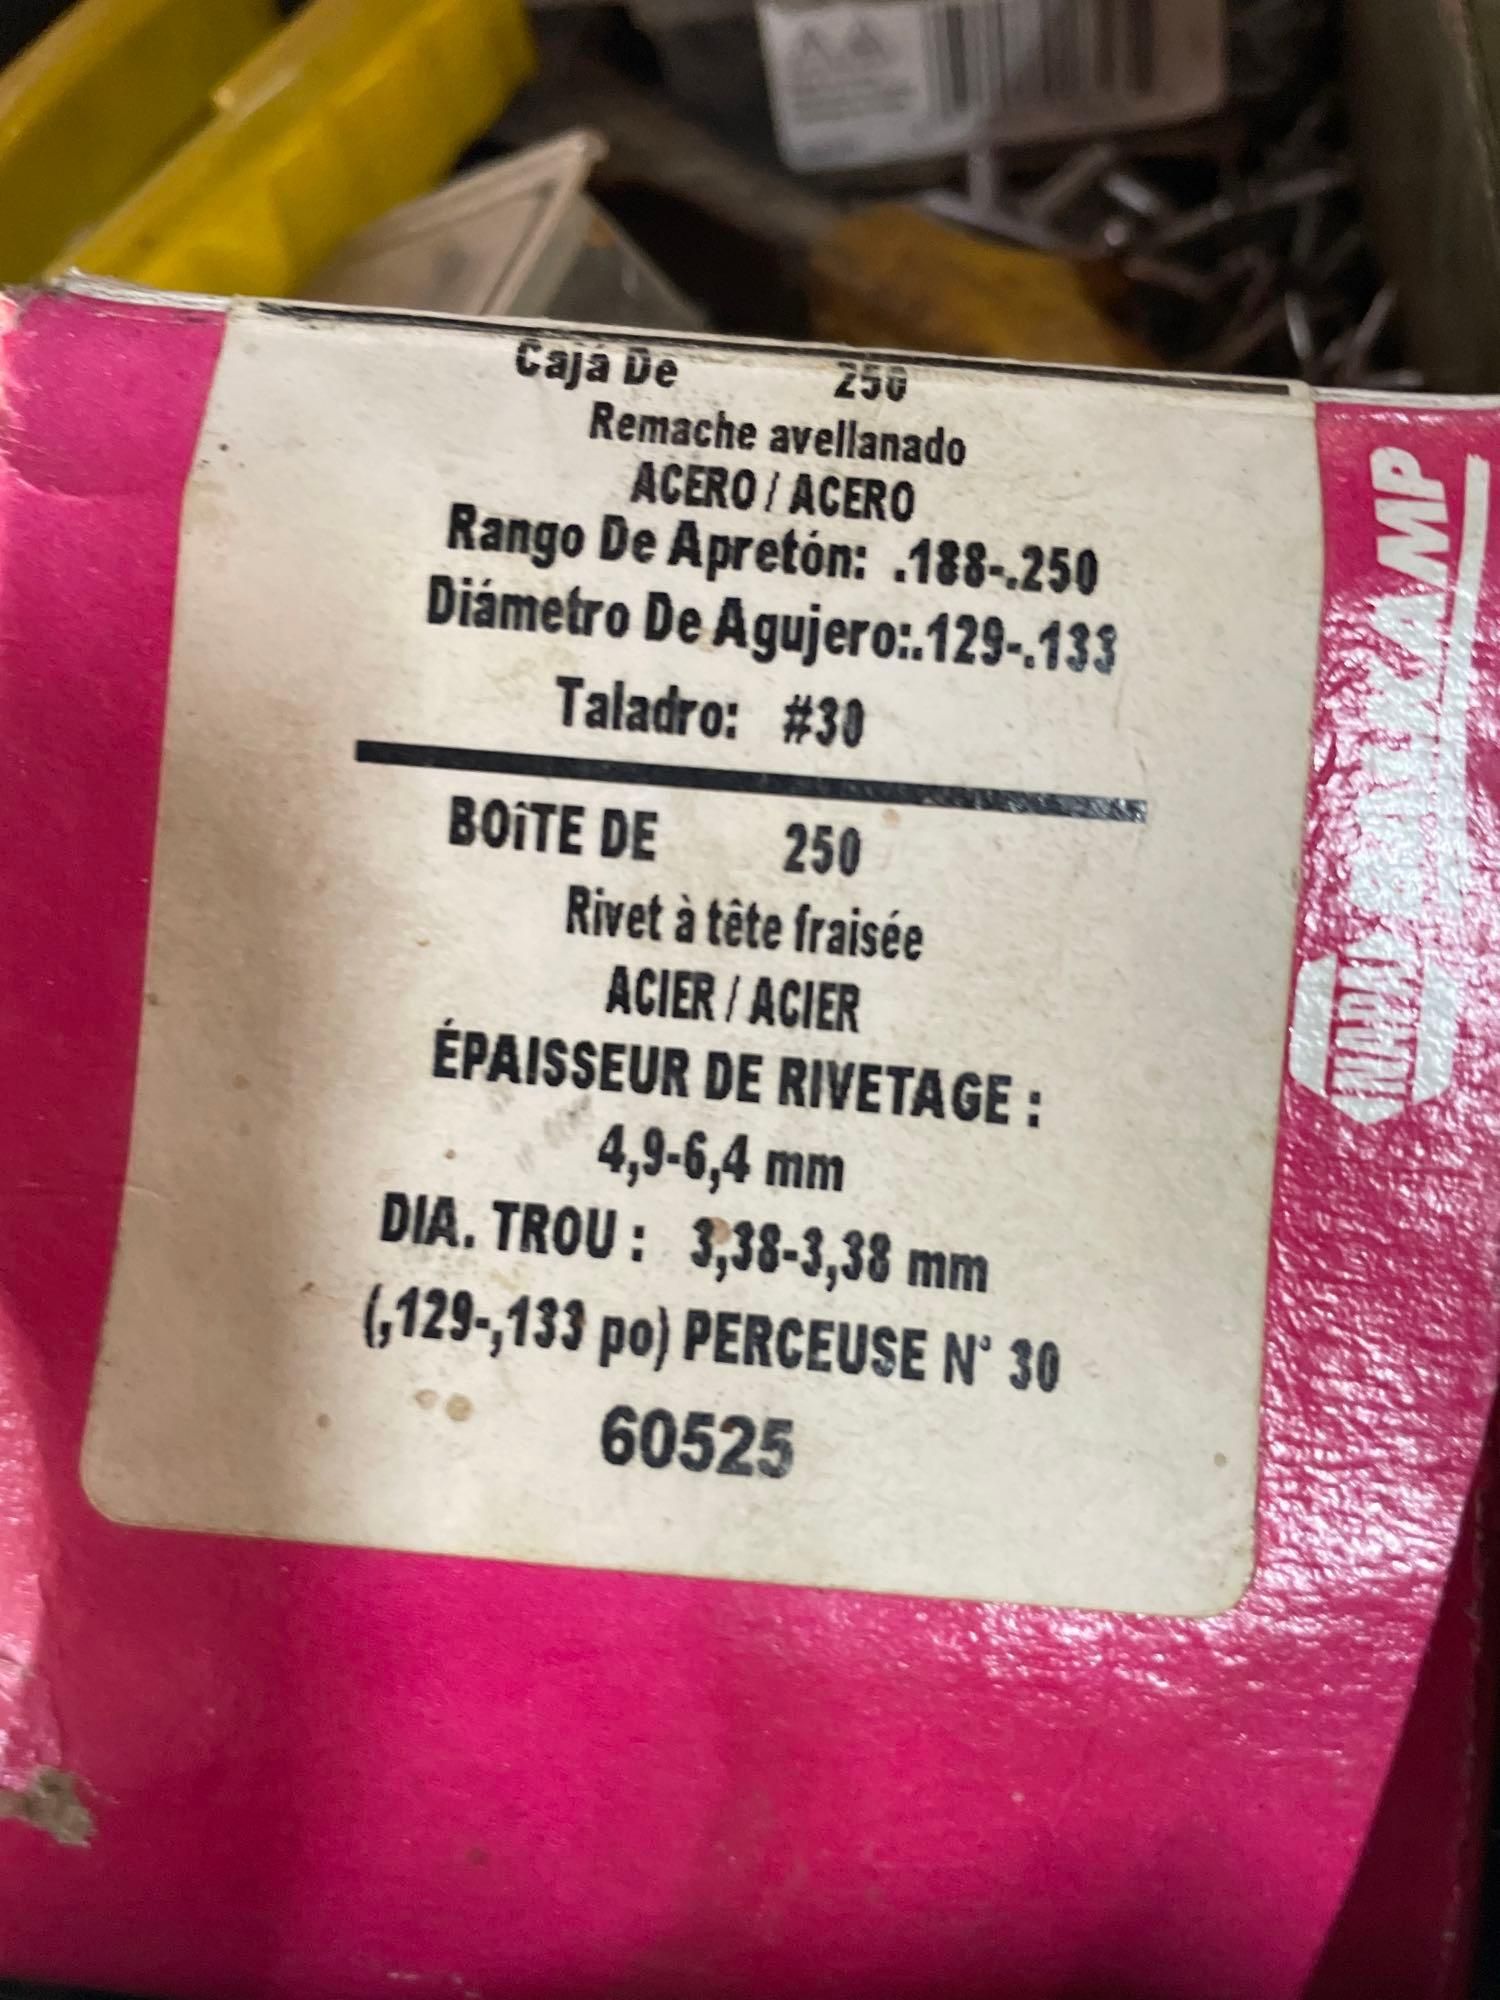 Caja De 250
Remache avellanado
ACERO / ACERO
Rango De Apretón: .188-.250
Diámetro De Agujero:.129-.133
Taladro: #30
BOîTE DE 250
Rivet à tête fraisée
ACIER / ACIER
ÉPAISSEUR DE RIVETAGE :
4,9-6,4 mm
DIA. TROU : 3,38-3,38 mm
(,129-,133 po) PERCEUSE N° 30
60525
NAPA BALKAMP